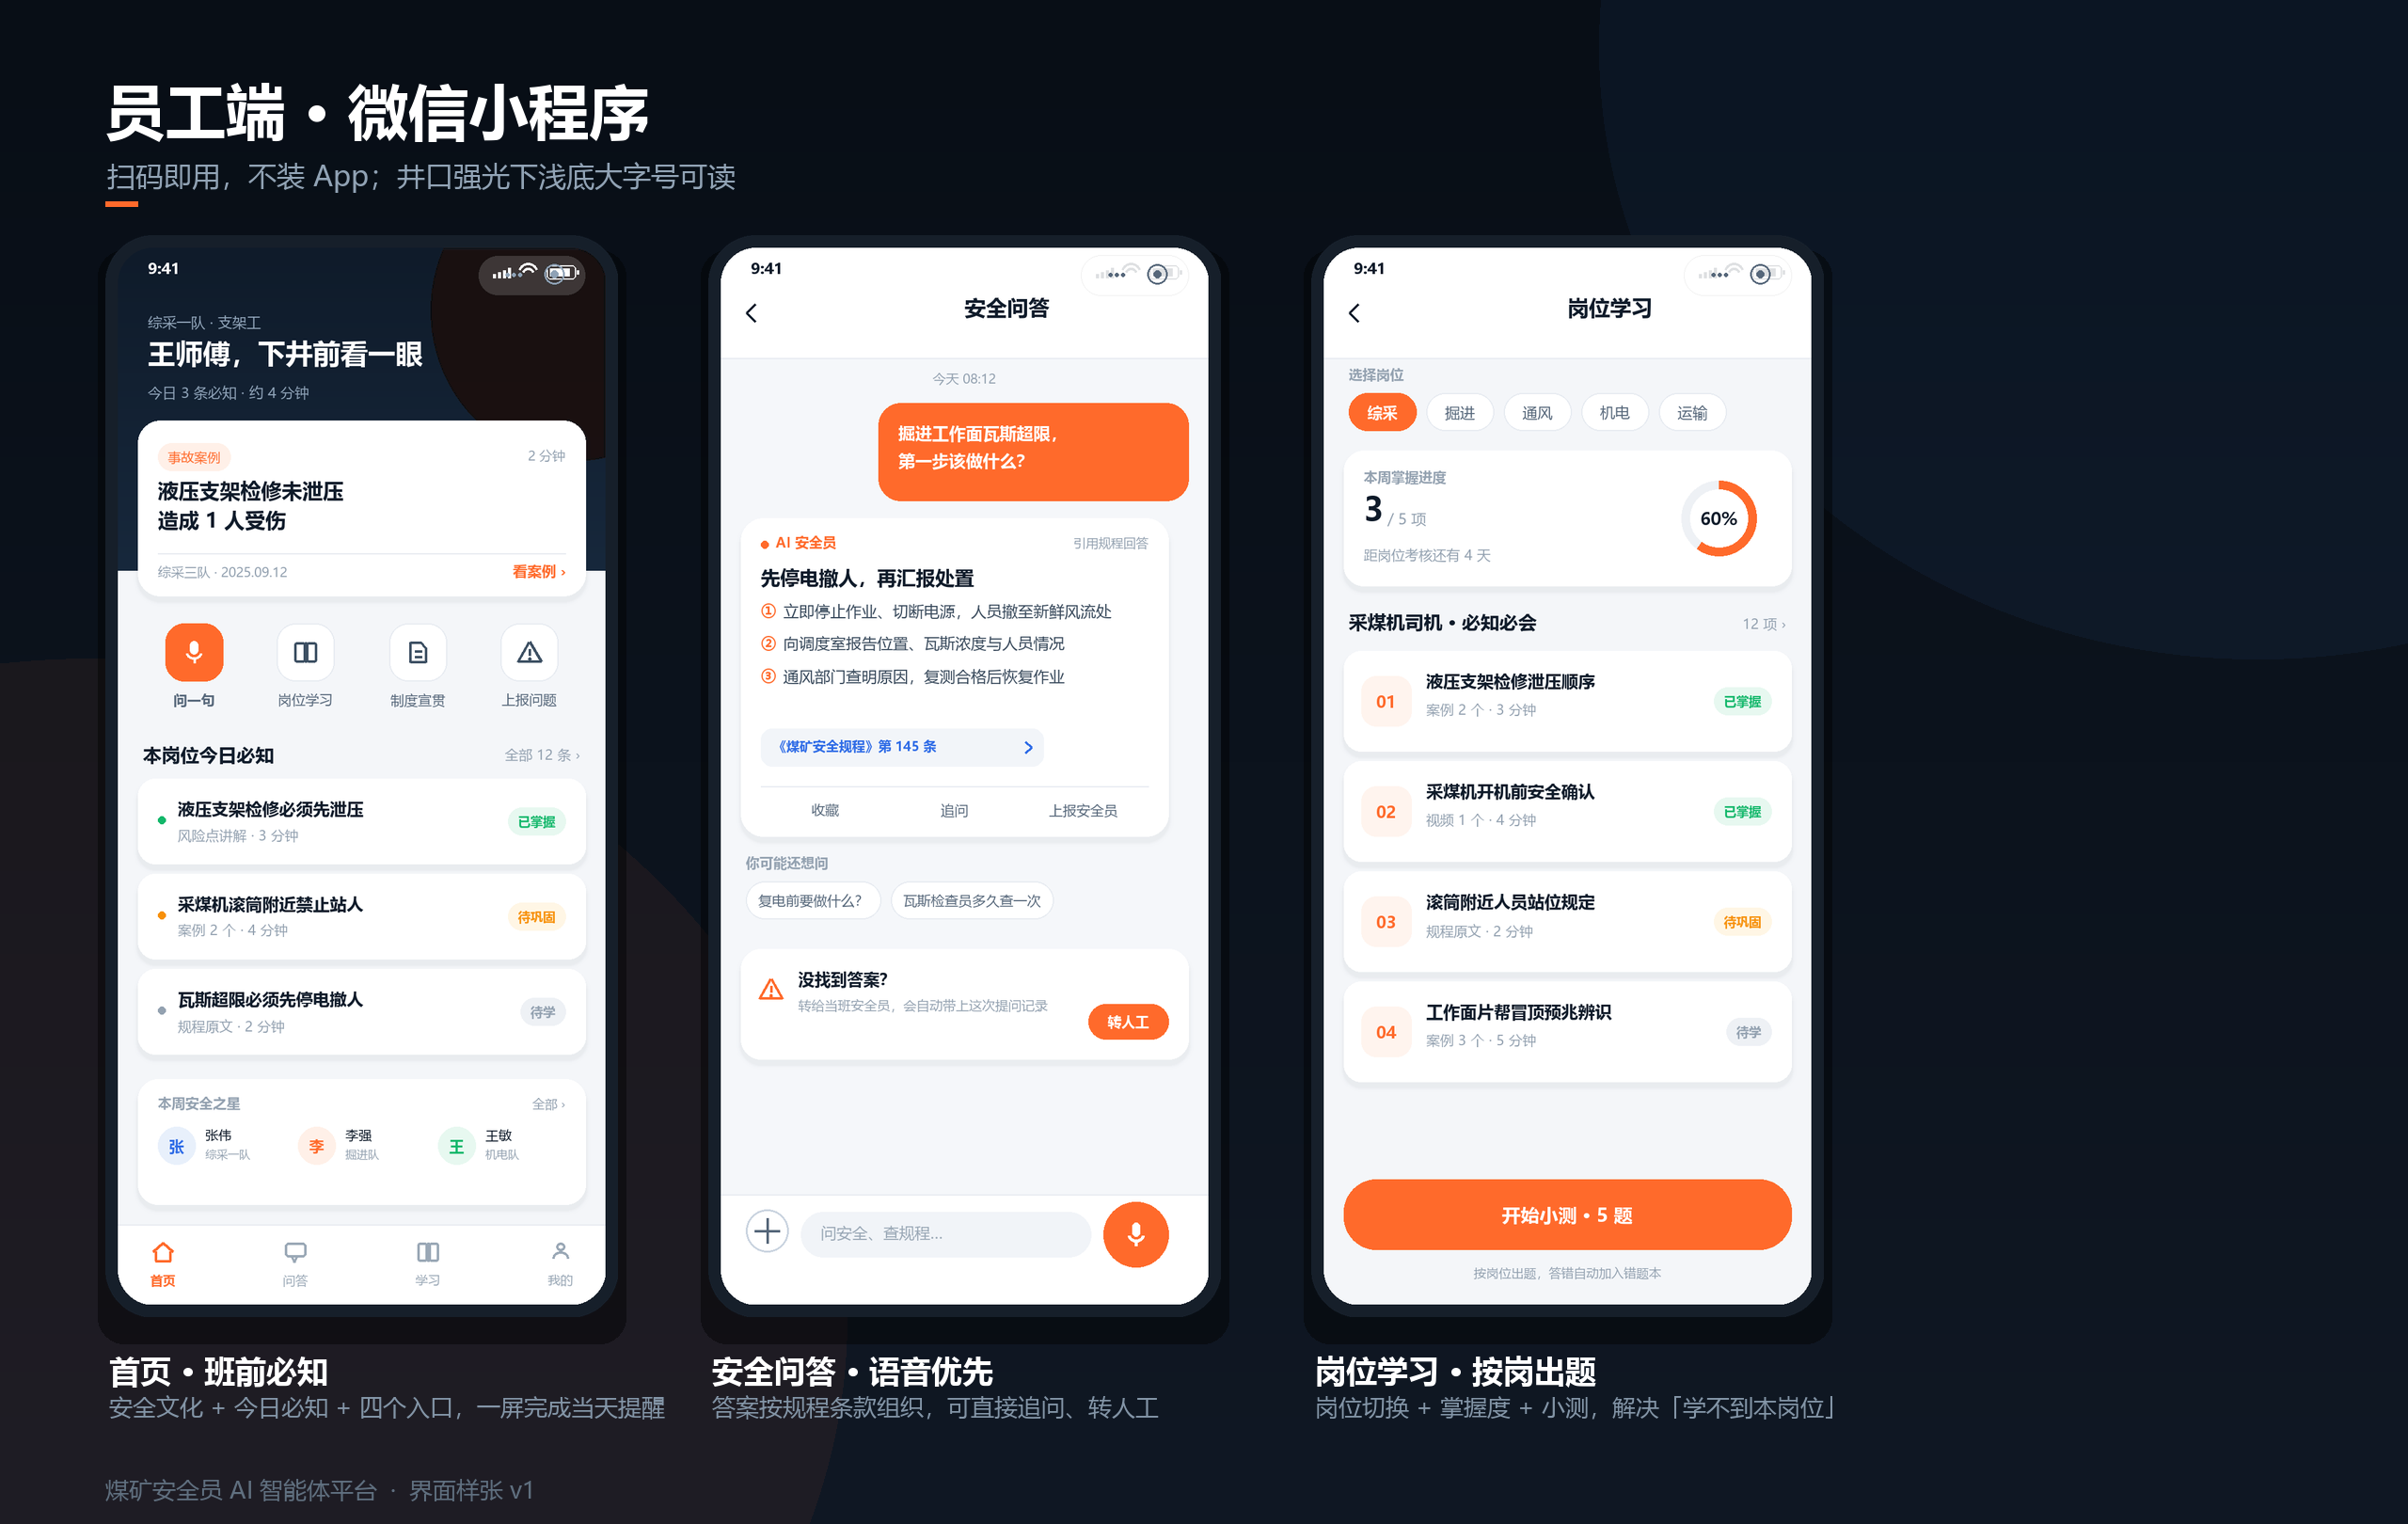 员工端 • 微信小程序
扫码即用，不装 App；井口强光下浅底大字号可读
9:41
综采一队 · 支架工
王师傅，下井前看一眼
今日 3 条必知 · 约 4 分钟
事故案例
2 分钟
液压支架检修未泄压
造成 1 人受伤
综采三队 · 2025.09.12
看案例 ›
问一句
岗位学习
制度宣贯
上报问题
本岗位今日必知
全部 12 条 ›
液压支架检修必须先泄压
风险点讲解 · 3 分钟
已掌握
采煤机滚筒附近禁止站人
案例 2 个 · 4 分钟
待巩固
瓦斯超限必须先停电撤人
规程原文 · 2 分钟
待学
本周安全之星
全部 ›
张
张伟
综采一队
李
李强
掘进队
王
王敏
机电队
首页
问答
学习
我的
首页 • 班前必知
安全文化 + 今日必知 + 四个入口，一屏完成当天提醒
9:41
安全问答
今天 08:12
掘进工作面瓦斯超限，
第一步该做什么？
AI 安全员
引用规程回答
先停电撤人，再汇报处置
① 立即停止作业、切断电源，人员撤至新鲜风流处
② 向调度室报告位置、瓦斯浓度与人员情况
③ 通风部门查明原因，复测合格后恢复作业
《煤矿安全规程》第 145 条
收藏
追问
上报安全员
你可能还想问
复电前要做什么？
瓦斯检查员多久查一次
没找到答案？
转给当班安全员，会自动带上这次提问记录
转人工
问安全、查规程…
安全问答 • 语音优先
答案按规程条款组织，可直接追问、转人工
9:41
岗位学习
选择岗位
综采
掘进
通风
机电
运输
本周掌握进度
3 / 5 项
60%
距岗位考核还有 4 天
采煤机司机 • 必知必会
12 项 ›
01
液压支架检修泄压顺序
案例 2 个 · 3 分钟
已掌握
02
采煤机开机前安全确认
视频 1 个 · 4 分钟
已掌握
03
滚筒附近人员站位规定
规程原文 · 2 分钟
待巩固
04
工作面片帮冒顶预兆辨识
案例 3 个 · 5 分钟
待学
开始小测 • 5 题
按岗位出题，答错自动加入错题本
岗位学习 • 按岗出题
岗位切换 + 掌握度 + 小测，解决「学不到本岗位」
煤矿安全员 AI 智能体平台 · 界面样张 v1